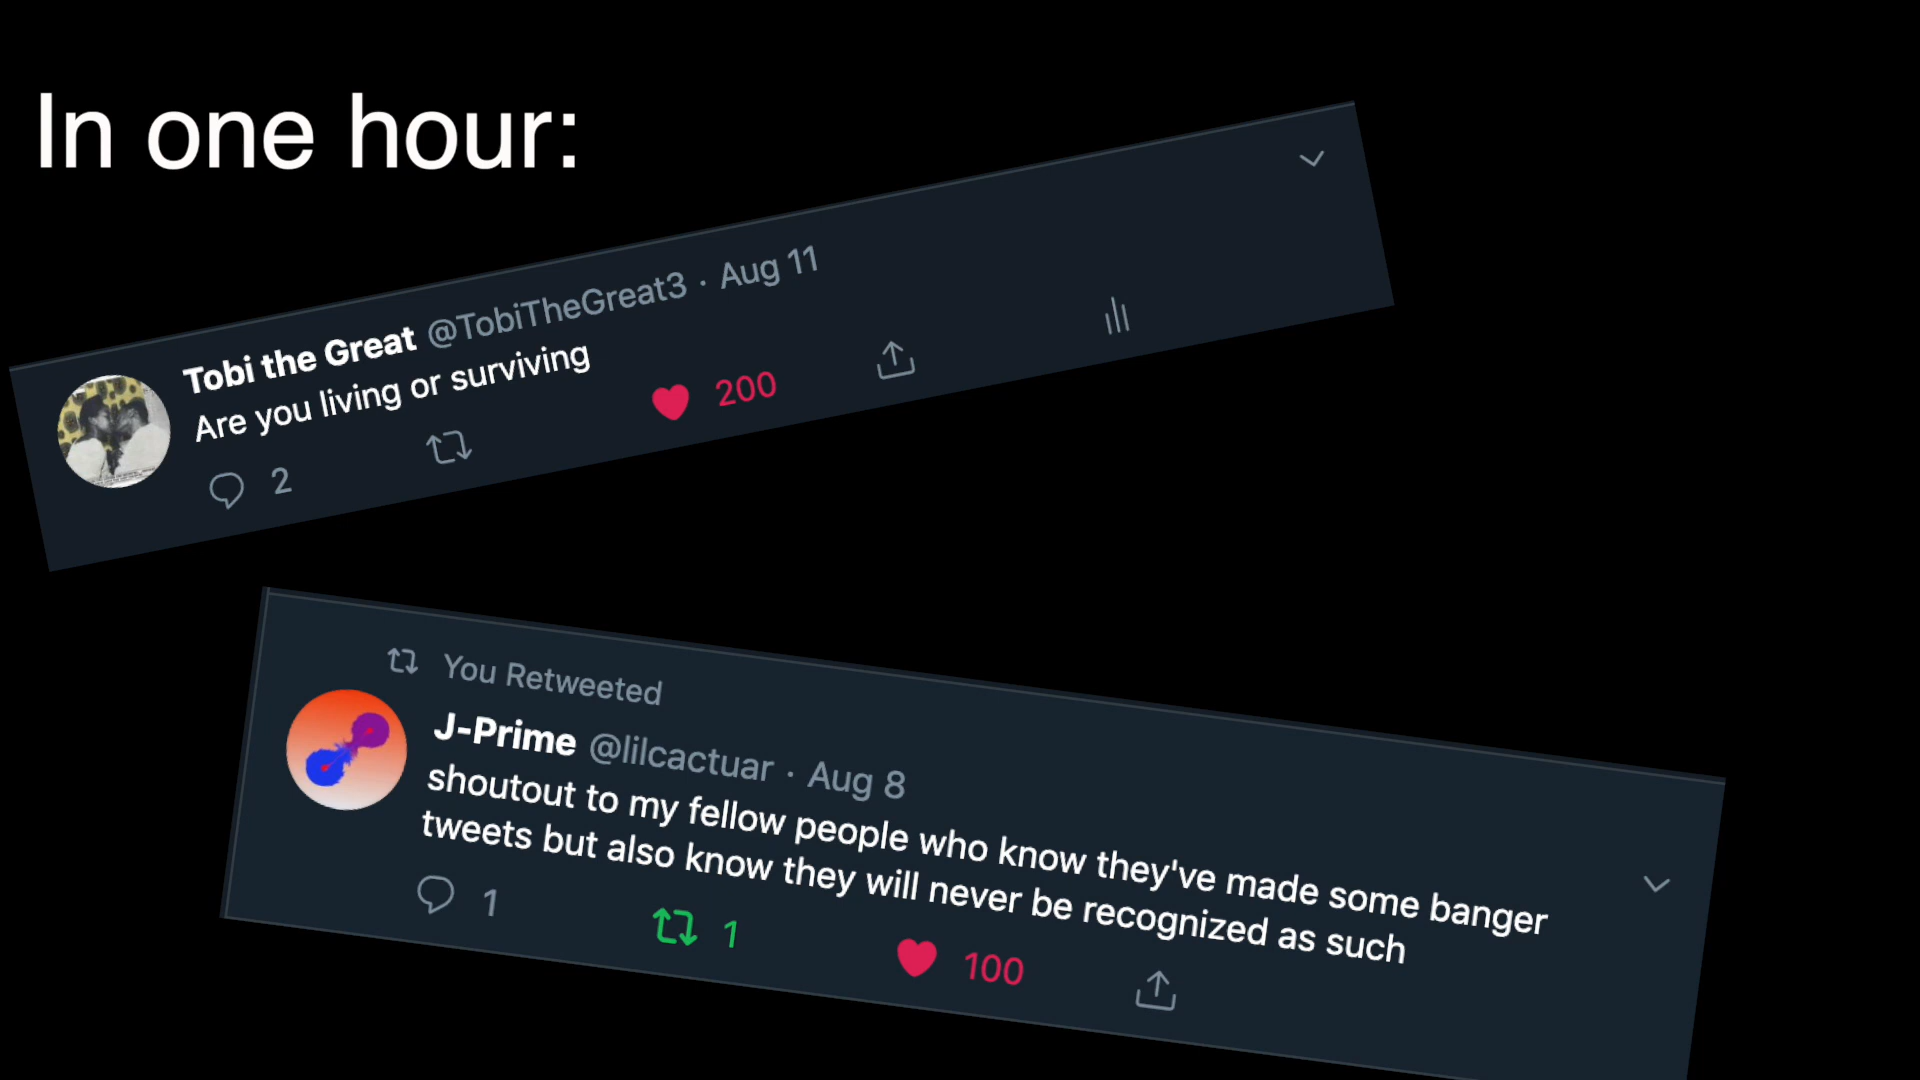 In one hour:
Tobi the Great @TobiTheGreat3 · Aug 11
Are you living or surviving
2 200
You Retweeted
J-Prime @lilcactuar · Aug 8
shoutout to my fellow people who know they've made some banger
tweets but also know they will never be recognized as such
1 1 100